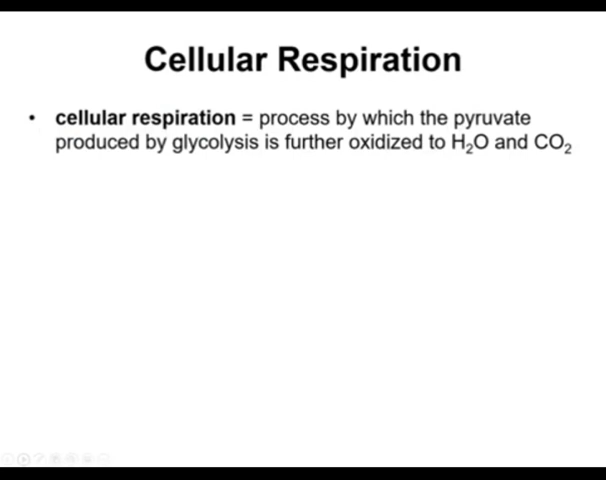 Cellular Respiration
• cellular respiration = process by which the pyruvate
produced by glycolysis is further oxidized to H₂O and CO₂